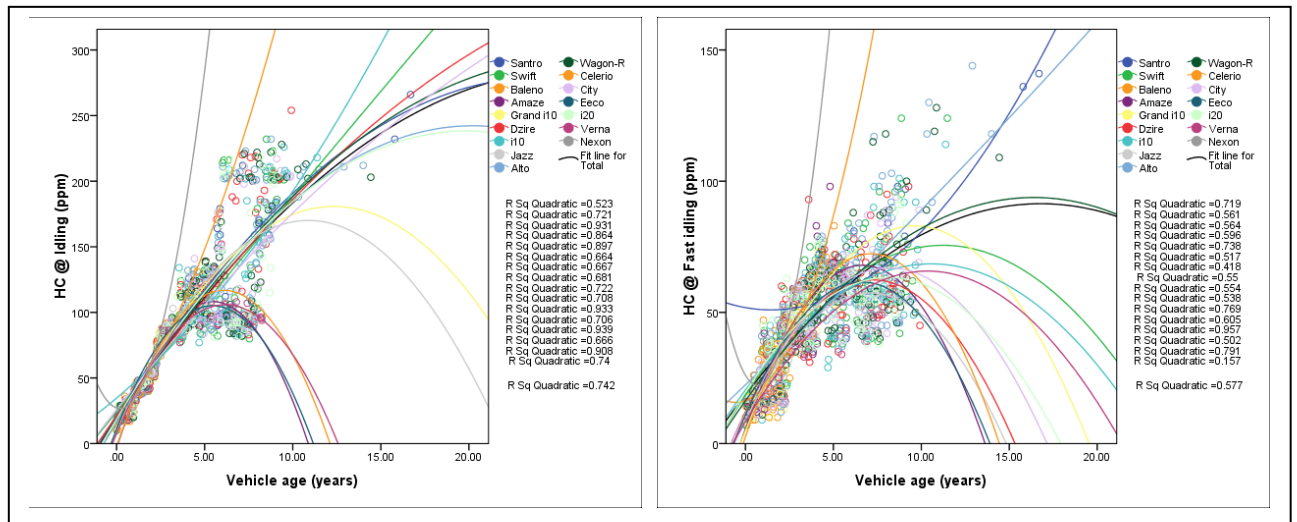 HC @ Idling (ppm)
300
250
200
150
100
50
0
.00 5.00 10.00 15.00 20.00
Vehicle age (years)
Santro Wagon-R
Swift Celerio
Baleno City
Amaze Eeco
Grand i10 i20
Dzire Verna
i10 Nexon
Jazz Fit line for
Alto Total
R Sq Quadratic =0.523
R Sq Quadratic =0.721
R Sq Quadratic =0.931
R Sq Quadratic =0.864
R Sq Quadratic =0.897
R Sq Quadratic =0.664
R Sq Quadratic =0.667
R Sq Quadratic =0.681
R Sq Quadratic =0.722
R Sq Quadratic =0.708
R Sq Quadratic =0.933
R Sq Quadratic =0.706
R Sq Quadratic =0.939
R Sq Quadratic =0.666
R Sq Quadratic =0.908
R Sq Quadratic =0.74
R Sq Quadratic =0.742
HC @ Fast idling (ppm)
150
100
50
0
.00 5.00 10.00 15.00 20.00
Vehicle age (years)
Santro Wagon-R
Swift Celerio
Baleno City
Amaze Eeco
Grand i10 i20
Dzire Verna
i10 Nexon
Jazz Fit line for
Alto Total
R Sq Quadratic =0.719
R Sq Quadratic =0.561
R Sq Quadratic =0.564
R Sq Quadratic =0.596
R Sq Quadratic =0.738
R Sq Quadratic =0.517
R Sq Quadratic =0.418
R Sq Quadratic =0.55
R Sq Quadratic =0.554
R Sq Quadratic =0.538
R Sq Quadratic =0.769
R Sq Quadratic =0.605
R Sq Quadratic =0.957
R Sq Quadratic =0.502
R Sq Quadratic =0.791
R Sq Quadratic =0.157
R Sq Quadratic =0.577